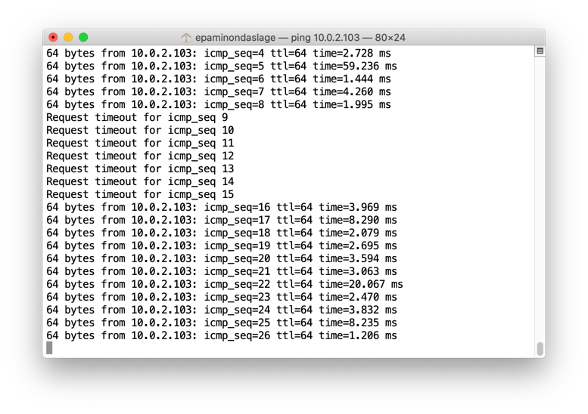 epaminondaslage — ping 10.0.2.103 — 80×24
64 bytes from 10.0.2.103: icmp_seq=4 ttl=64 time=2.728 ms
64 bytes from 10.0.2.103: icmp_seq=5 ttl=64 time=59.236 ms
64 bytes from 10.0.2.103: icmp_seq=6 ttl=64 time=1.444 ms
64 bytes from 10.0.2.103: icmp_seq=7 ttl=64 time=4.260 ms
64 bytes from 10.0.2.103: icmp_seq=8 ttl=64 time=1.995 ms
Request timeout for icmp_seq 9
Request timeout for icmp_seq 10
Request timeout for icmp_seq 11
Request timeout for icmp_seq 12
Request timeout for icmp_seq 13
Request timeout for icmp_seq 14
Request timeout for icmp_seq 15
64 bytes from 10.0.2.103: icmp_seq=16 ttl=64 time=3.969 ms
64 bytes from 10.0.2.103: icmp_seq=17 ttl=64 time=8.290 ms
64 bytes from 10.0.2.103: icmp_seq=18 ttl=64 time=2.079 ms
64 bytes from 10.0.2.103: icmp_seq=19 ttl=64 time=2.695 ms
64 bytes from 10.0.2.103: icmp_seq=20 ttl=64 time=3.594 ms
64 bytes from 10.0.2.103: icmp_seq=21 ttl=64 time=3.063 ms
64 bytes from 10.0.2.103: icmp_seq=22 ttl=64 time=20.067 ms
64 bytes from 10.0.2.103: icmp_seq=23 ttl=64 time=2.470 ms
64 bytes from 10.0.2.103: icmp_seq=24 ttl=64 time=3.832 ms
64 bytes from 10.0.2.103: icmp_seq=25 ttl=64 time=8.235 ms
64 bytes from 10.0.2.103: icmp_seq=26 ttl=64 time=1.206 ms